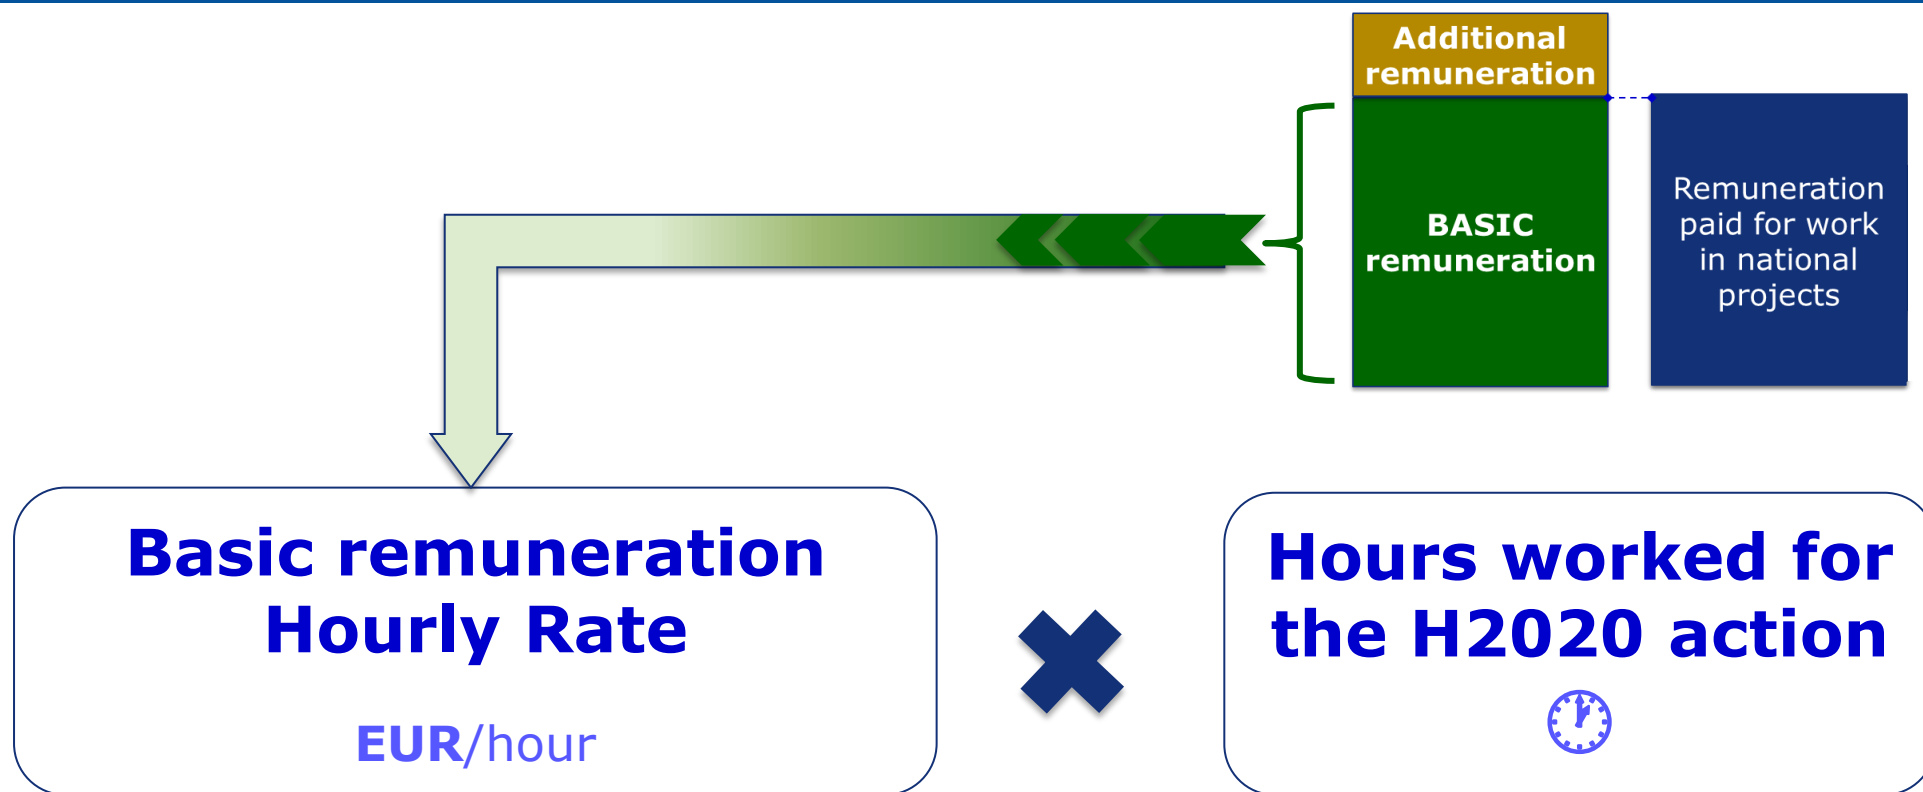 Additional
remuneration
BASIC
remuneration
Remuneration
paid for work
in national
projects
Basic remuneration
Hourly Rate
EUR/hour
Hours worked for
the H2020 action